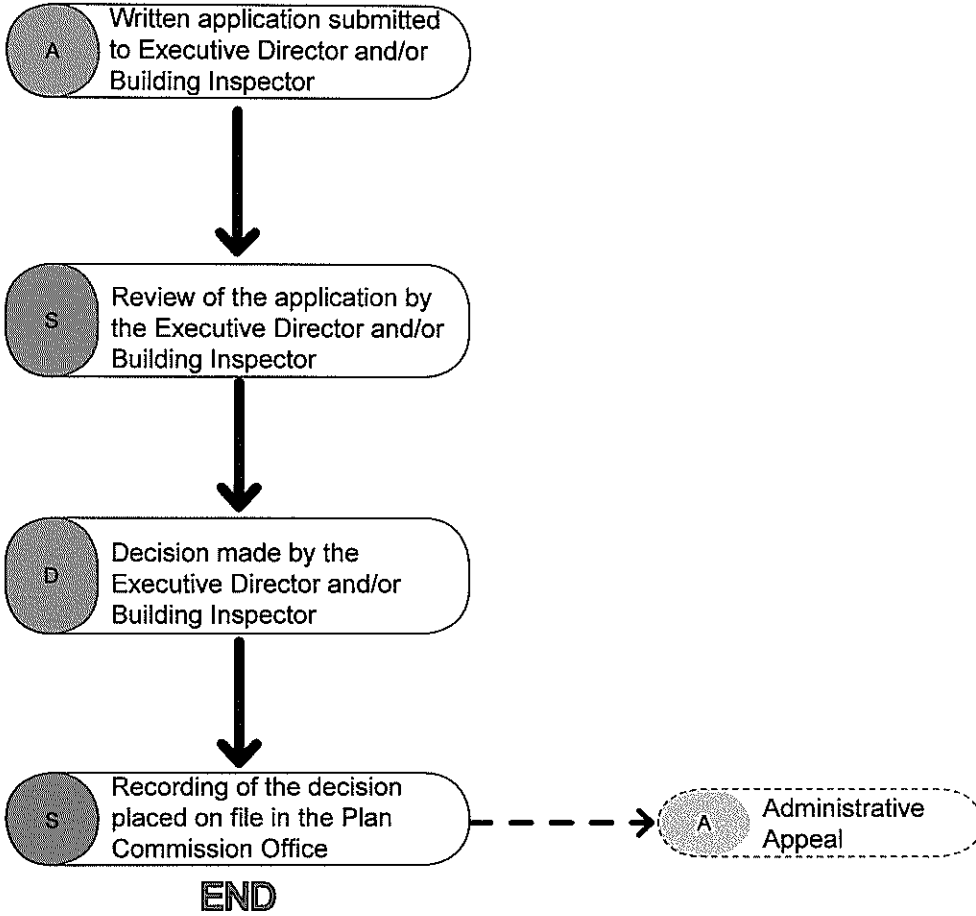 A
Written application submitted
to Executive Director and/or
Building Inspector
S
Review of the application by
the Executive Director and/or
Building Inspector
D
Decision made by the
Executive Director and/or
Building Inspector
S
Recording of the decision
placed on file in the Plan
Commission Office
A
Administrative
Appeal
END